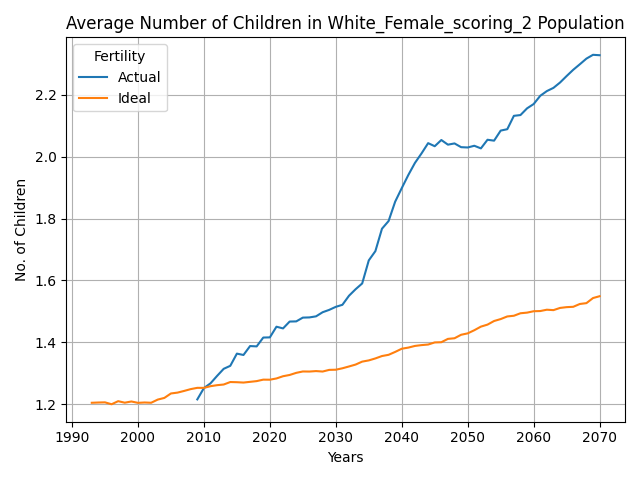 Average Number of Children in White_Female_scoring_2 Population
Fertility
Actual
Ideal
No. of Children
2.2
2.0
1.8
1.6
1.4
1.2
1990 2000 2010 2020 2030 2040 2050 2060 2070
Years